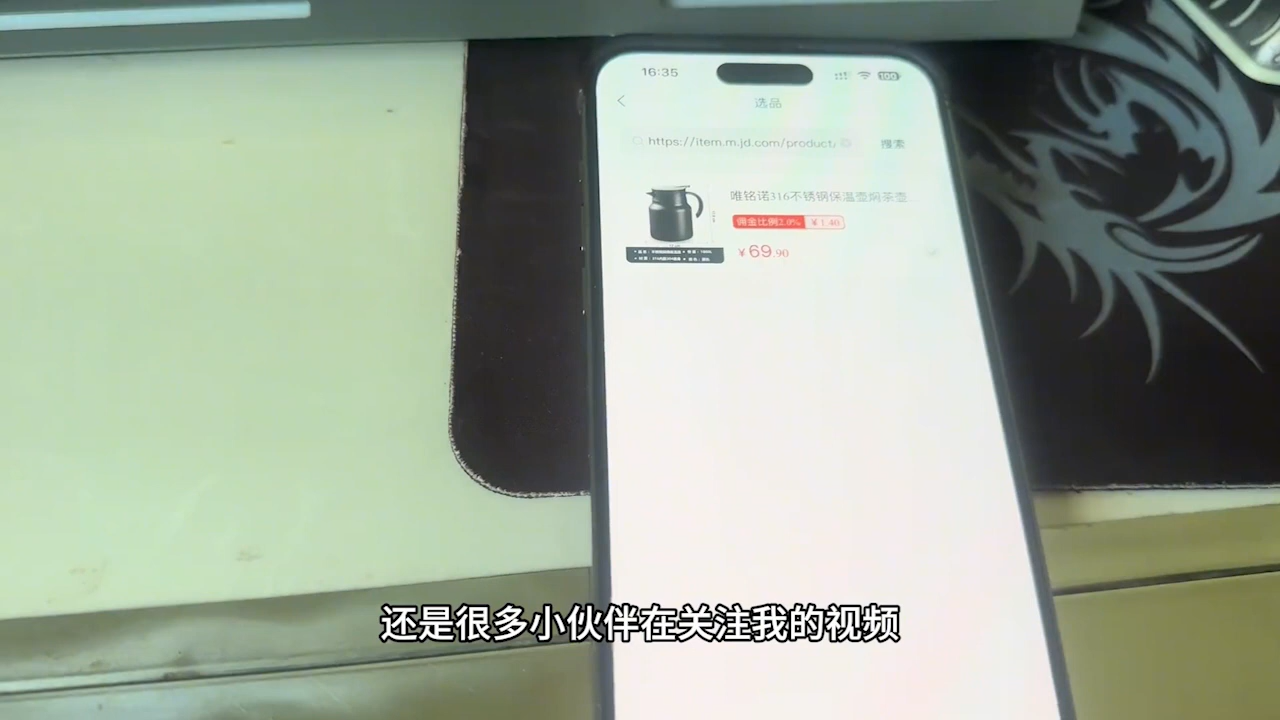 16:35
100
选品
https://item.m.jd.com/product/
搜索
唯铭诺316不锈钢保温壶焖茶壶
佣金比例2.0% ¥1.40
¥69.90
还是很多小伙伴在关注我的视频